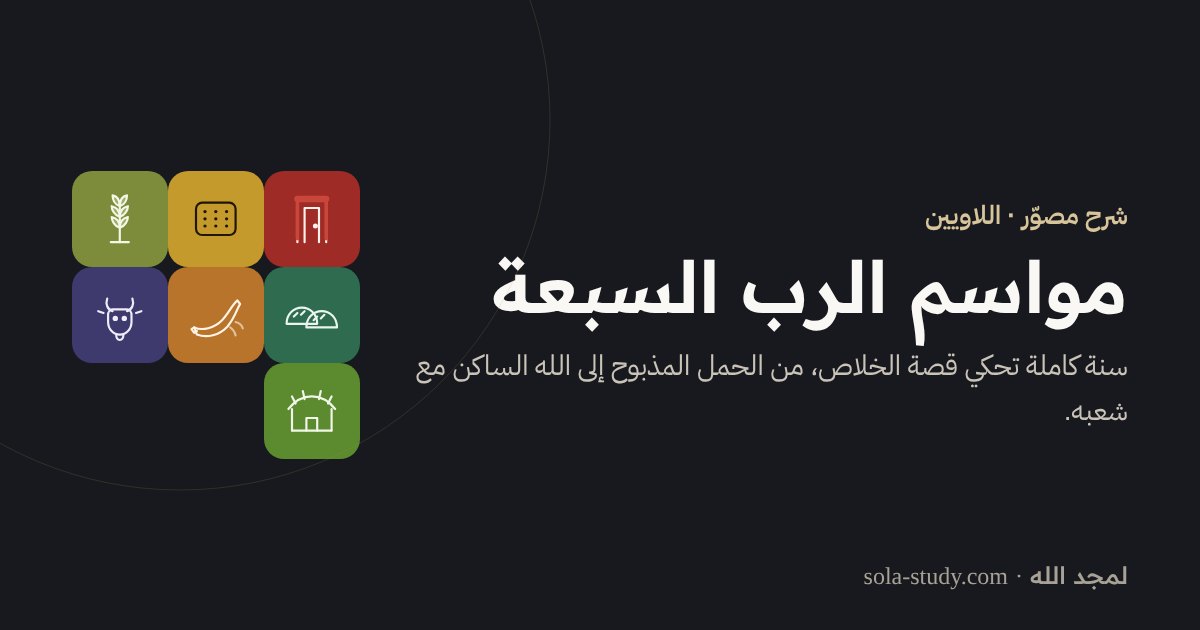 شرح مصوّر · اللاويين
مواسم الرب السبعة
سنة كاملة تحكي قصة الخلاص، من الحمل المذبوح إلى الله الساكن مع
شعبه.
لمجد الله · sola-study.com